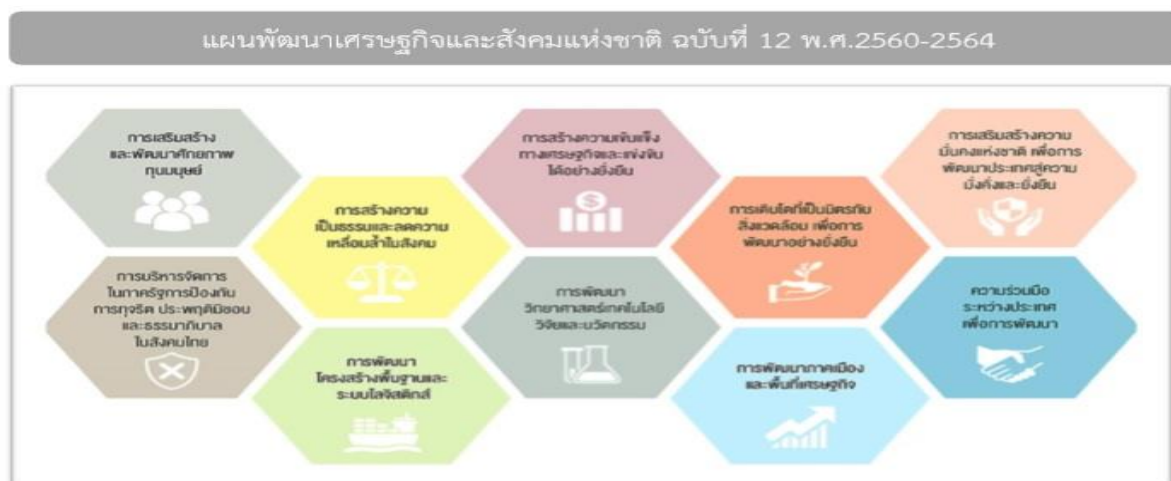 แผนพัฒนาเศรษฐกิจและสังคมแห่งชาติ ฉบับที่ 12 พ.ศ.2560-2564
การเสริมสร้าง
และพัฒนาศักยภาพ
ทุนมนุษย์
การสร้างความ
เป็นธรรมและลดความ
เหลื่อมล้ำในสังคม
การสร้างความเข้มแข็ง
ทางเศรษฐกิจและแข่งขัน
ได้อย่างยั่งยืน
การเติบโตที่เป็นมิตรกับ
สิ่งแวดล้อม เพื่อการ
พัฒนาอย่างยั่งยืน
การเสริมสร้างความ
มั่นคงแห่งชาติ เพื่อการ
พัฒนาประเทศสู่ความ
มั่งคั่งและยั่งยืน
การบริหารจัดการ
ในภาครัฐการป้องกัน
การทุจริต ประพฤติมิชอบ
และธรรมาภิบาล
ในสังคมไทย
การพัฒนา
โครงสร้างพื้นฐานและ
ระบบโลจิสติกส์
การพัฒนา
วิทยาศาสตร์เทคโนโลยี
วิจัยและนวัตกรรม
การพัฒนาภาคเมือง
และพื้นที่เศรษฐกิจ
ความร่วมมือ
ระหว่างประเทศ
เพื่อการพัฒนา